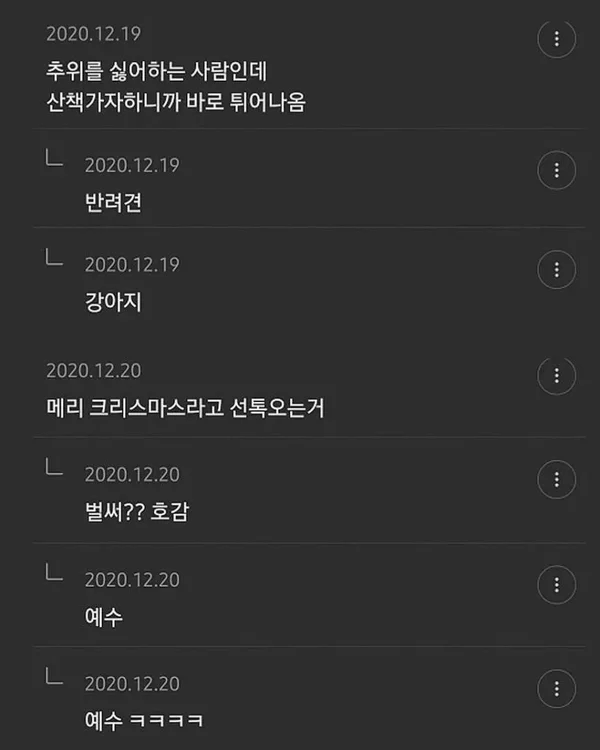 2020.12.19
추위를 싫어하는 사람인데
산책가자하니까 바로 튀어나옴
2020.12.19
반려견
2020.12.19
강아지
2020.12.20
메리 크리스마스라고 선톡오는거
2020.12.20
벌써?? 호감
2020.12.20
예수
2020.12.20
예수 ㅋㅋㅋㅋ